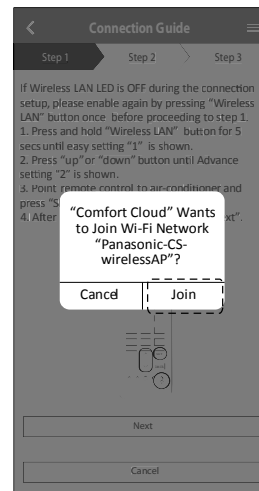 Connection Guide
Step 1
Step 2
Step 3
If Wireless LAN LED is OFF during the connection
setup, please enable again by pressing "Wireless
LAN" button once before proceeding to step 1.
1. Press and hold "Wireless LAN" button for 5
secs until easy setting "1" is shown.
2. Press "up" or "down" button until Advance
setting "2" is shown.
3. Point remote control to air-conditioner and
press "S
4. After
"Comfort Cloud" Wants
to Join Wi-Fi Network
"Panasonic-CS-
wirelessAP"?
Cancel
Join
Next
Cancel